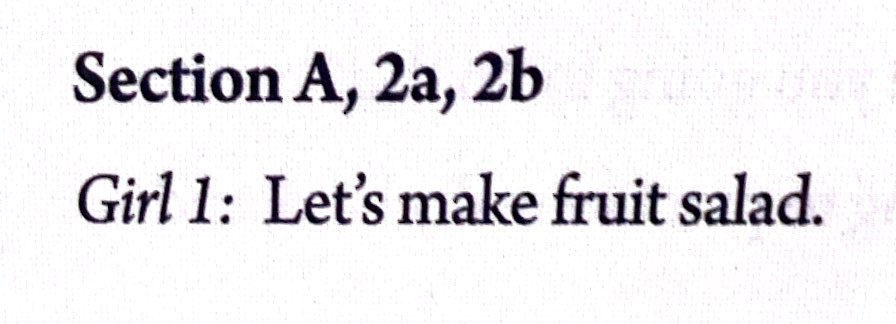 Section A, 2a, 2b
Girl 1: Let's make fruit salad.